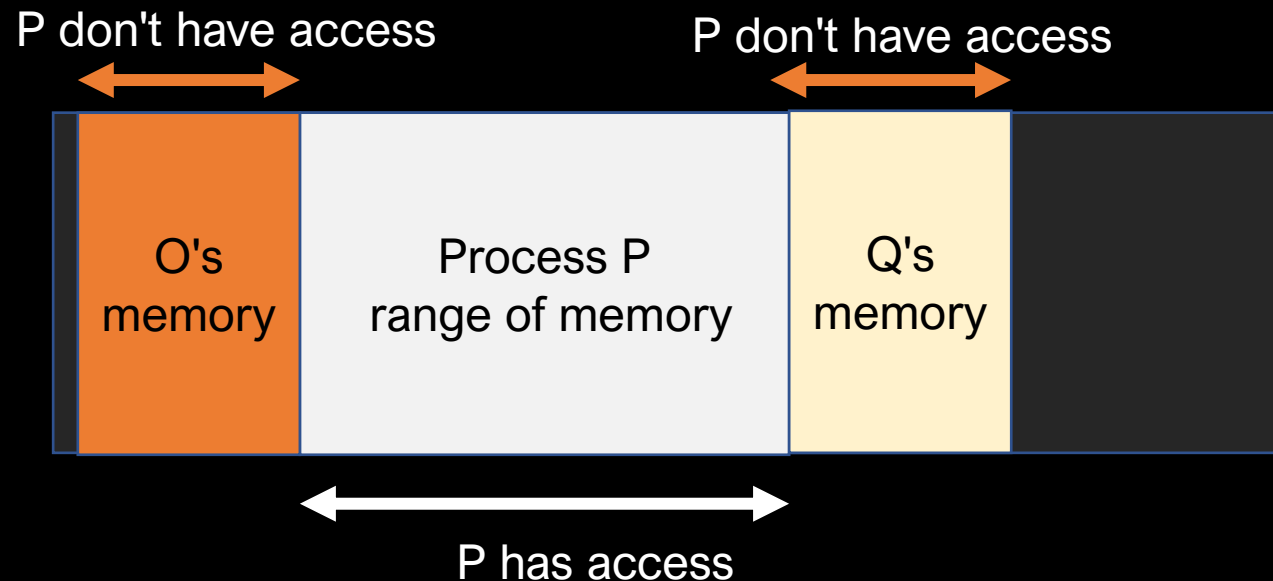 P don't have access
P don't have access
O's
memory
Process P
range of memory
Q's
memory
P has access